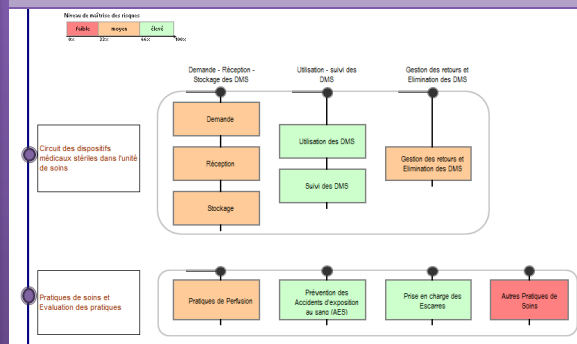 Niveau de maîtrise des risques
faible moyen élevé
0% 33% 66% 100%
Demande - Réception -
Stockage des DMS
Utilisation - suivi des
DMS
Gestion des retours et
Elimination des DMS
Circuit des dispositifs
médicaux stériles dans l'unité
de soins
Demande
Réception
Stockage
Utilisation des DMS
Suivi des DMS
Gestion des retours et
Elimination des DMS
Pratiques de soins et
Evaluation des pratiques
Pratiques de Perfusion
Prévention des
Accidents d'exposition
au sang (AES)
Prise en charge des
Escarres
Autres Pratiques de
Soins